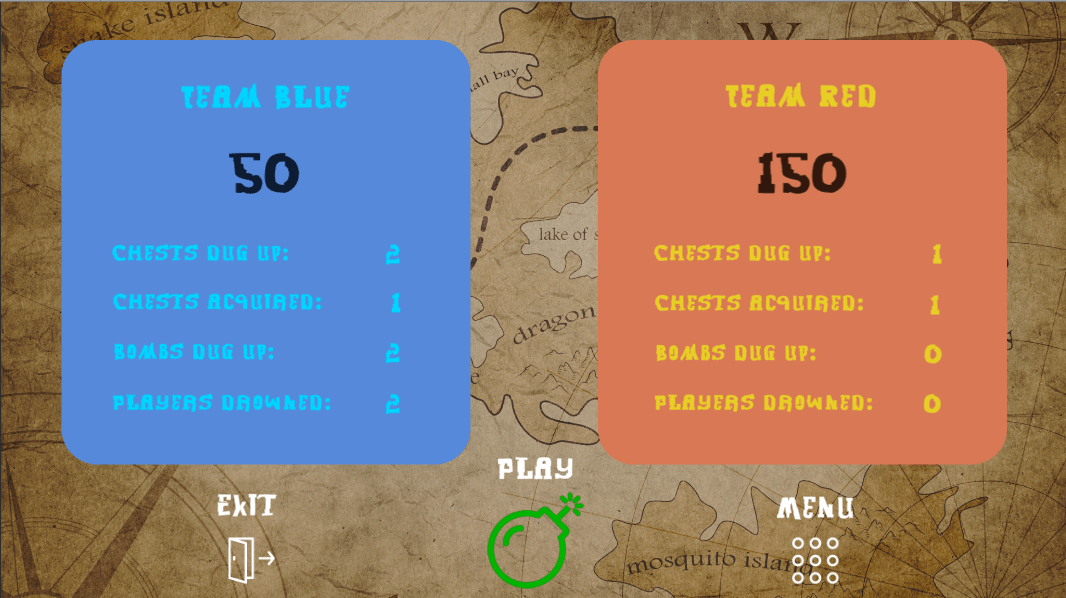 snake island
W
small bay
TEAM BLUE
50
CHESTS DUG UP: 2
CHESTS ACQUIRED: 1
BOMBS DUG UP: 2
PLAYERS DROWNED: 2
lake of
dragon
TEAM RED
150
CHESTS DUG UP: 1
CHESTS ACQUIRED: 1
BOMBS DUG UP: 0
PLAYERS DROWNED: 0
PLAY
EXIT
MENU
mosquito island